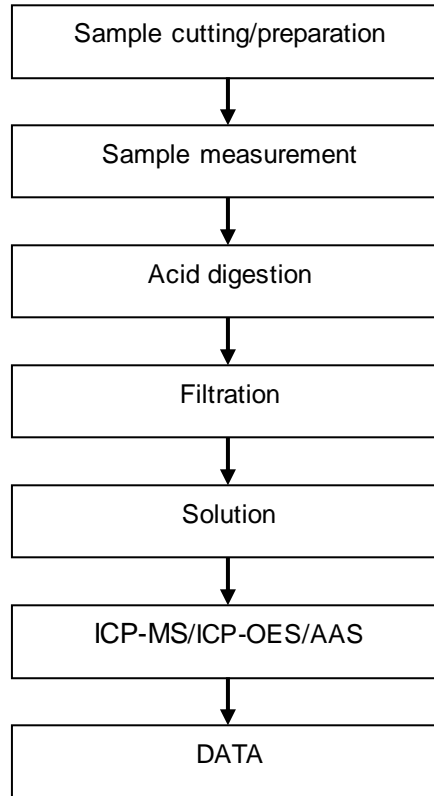 Sample cutting/preparation
Sample measurement
Acid digestion
Filtration
Solution
ICP-MS/ICP-OES/AAS
DATA